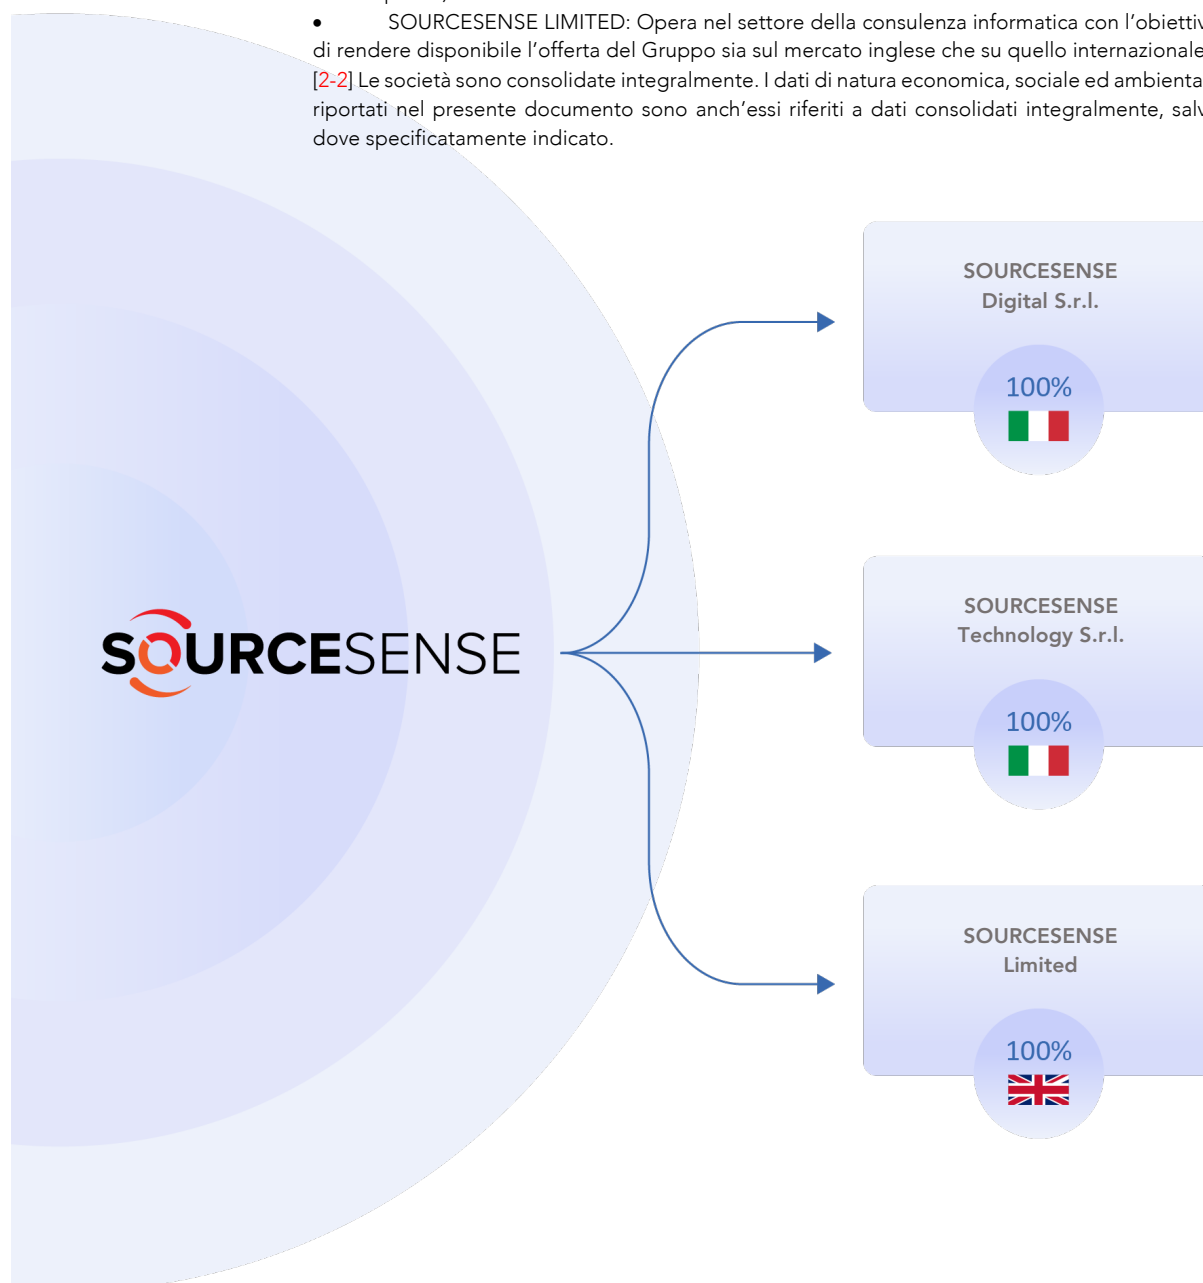 • SOURCESENSE LIMITED: Opera nel settore della consulenza informatica con l’obiettiv
di rendere disponibile l’offerta del Gruppo sia sul mercato inglese che su quello internazionale
[2-2] Le società sono consolidate integralmente. I dati di natura economica, sociale ed ambienta
riportati nel presente documento sono anch’essi riferiti a dati consolidati integralmente, salv
dove specificatamente indicato.
SOURCESENSE
Digital S.r.l.
100%
SOURCESENSE
SOURCESENSE
Technology S.r.l.
100%
SOURCESENSE
Limited
100%